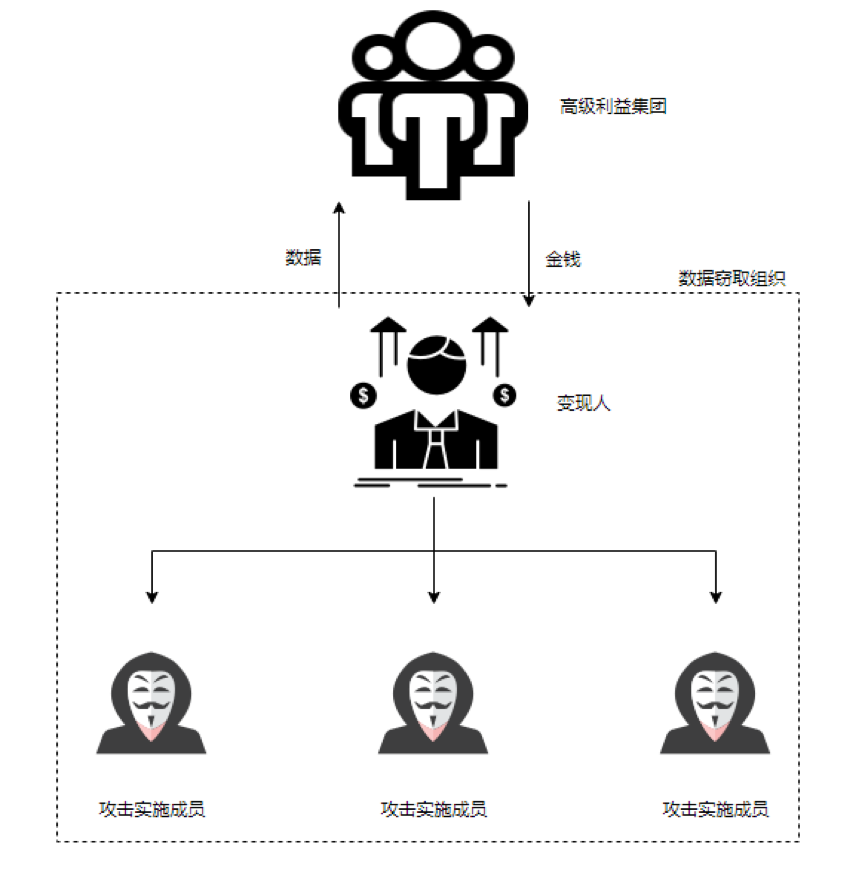 高级利益集团
数据
金钱
数据窃取组织
$
$
变现人
攻击实施成员
攻击实施成员
攻击实施成员